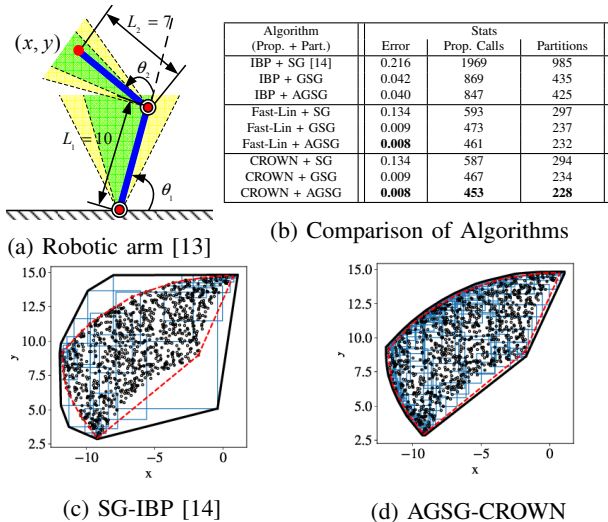 L₂ = 7
(x, y)
θ₂
L₁ = 10
θ₁
(a) Robotic arm [13]
Algorithm Stats
(Prop. + Part.) Error Prop. Calls Partitions
IBP + SG [14] 0.216 1969 985
IBP + GSG 0.042 869 435
IBP + AGSG 0.040 847 425
Fast-Lin + SG 0.134 593 297
Fast-Lin + GSG 0.009 473 237
Fast-Lin + AGSG 0.008 461 232
CROWN + SG 0.134 587 294
CROWN + GSG 0.009 467 234
CROWN + AGSG 0.008 453 228
(b) Comparison of Algorithms
15.0
12.5
10.0
7.5
5.0
2.5
y
−10 −5 0
x
(c) SG-IBP [14]
15.0
12.5
10.0
7.5
5.0
2.5
y
−10 −5 0
x
(d) AGSG-CROWN